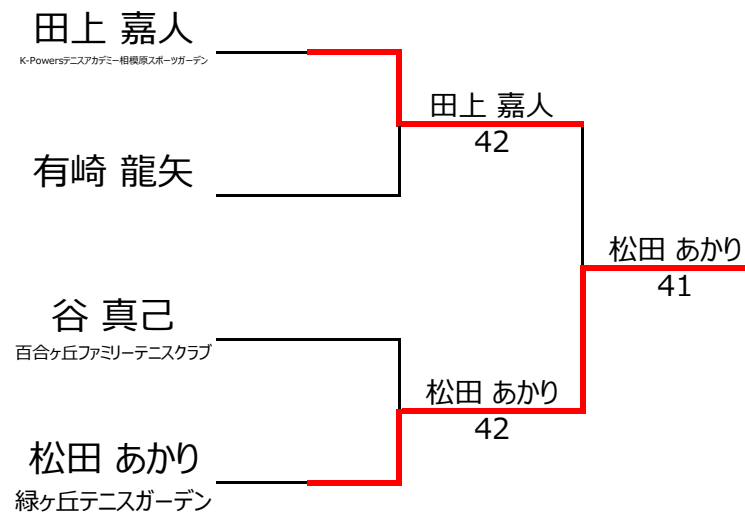 田上 嘉人
K-Powersテニスアカデミー相模原スポーツガーデン
田上 嘉人
42
有崎 龍矢
松田 あかり
41
谷 真己
百合ヶ丘ファミリーテニスクラブ
松田 あかり
42
松田 あかり
緑ヶ丘テニスガーデン